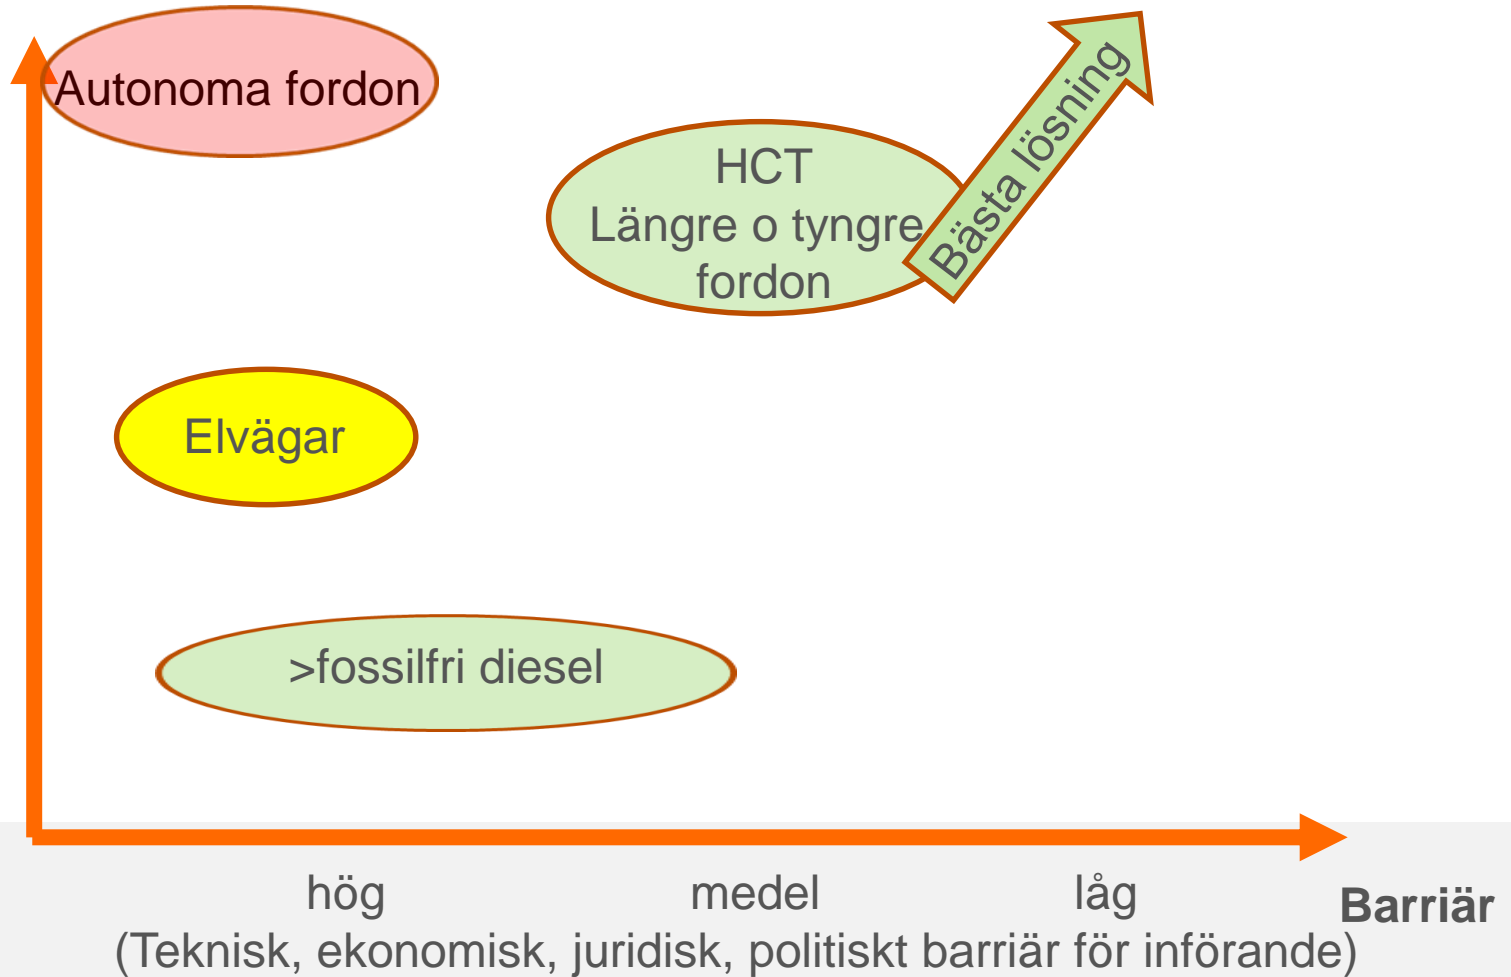 Autonoma fordon
HCT
Längre o tyngre
fordon
Bästa lösning
Elvägar
>fossilfri diesel
hög medel låg
Barriär
(Teknisk, ekonomisk, juridisk, politiskt barriär för införande)